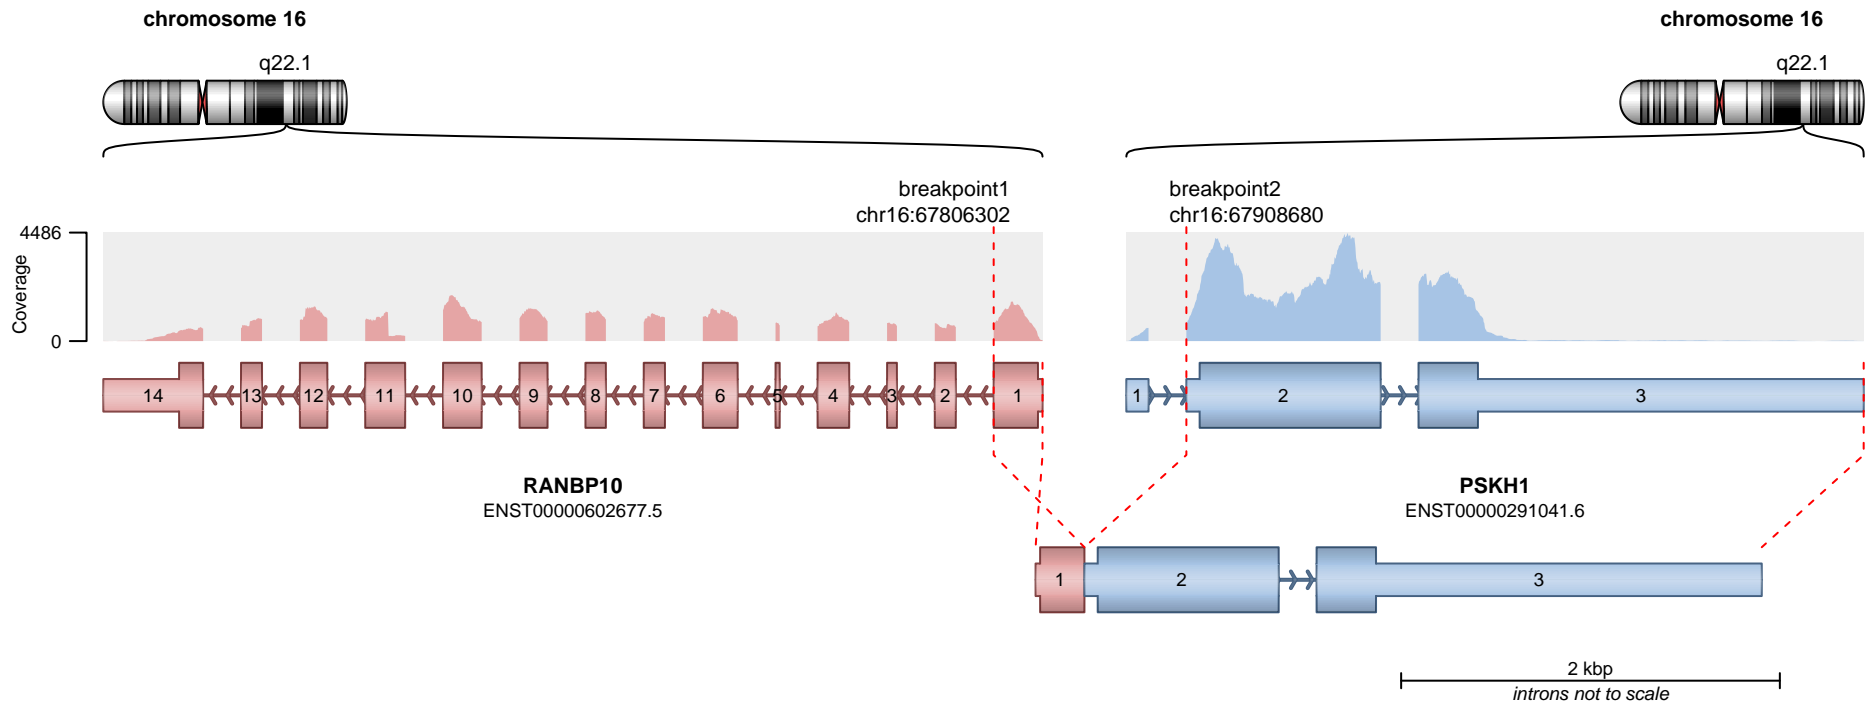 chromosome 16
chromosome 16
q22.1
q22.1
breakpoint1
chr16:67806302
breakpoint2
chr16:67908680
4486
Coverage
0
14 13 12 11 10 9 8 7 6 5 4 3 2 1
1 2 3
RANBP10
ENST00000602677.5
PSKH1
ENST00000291041.6
1 2 3
2 kbp
introns not to scale